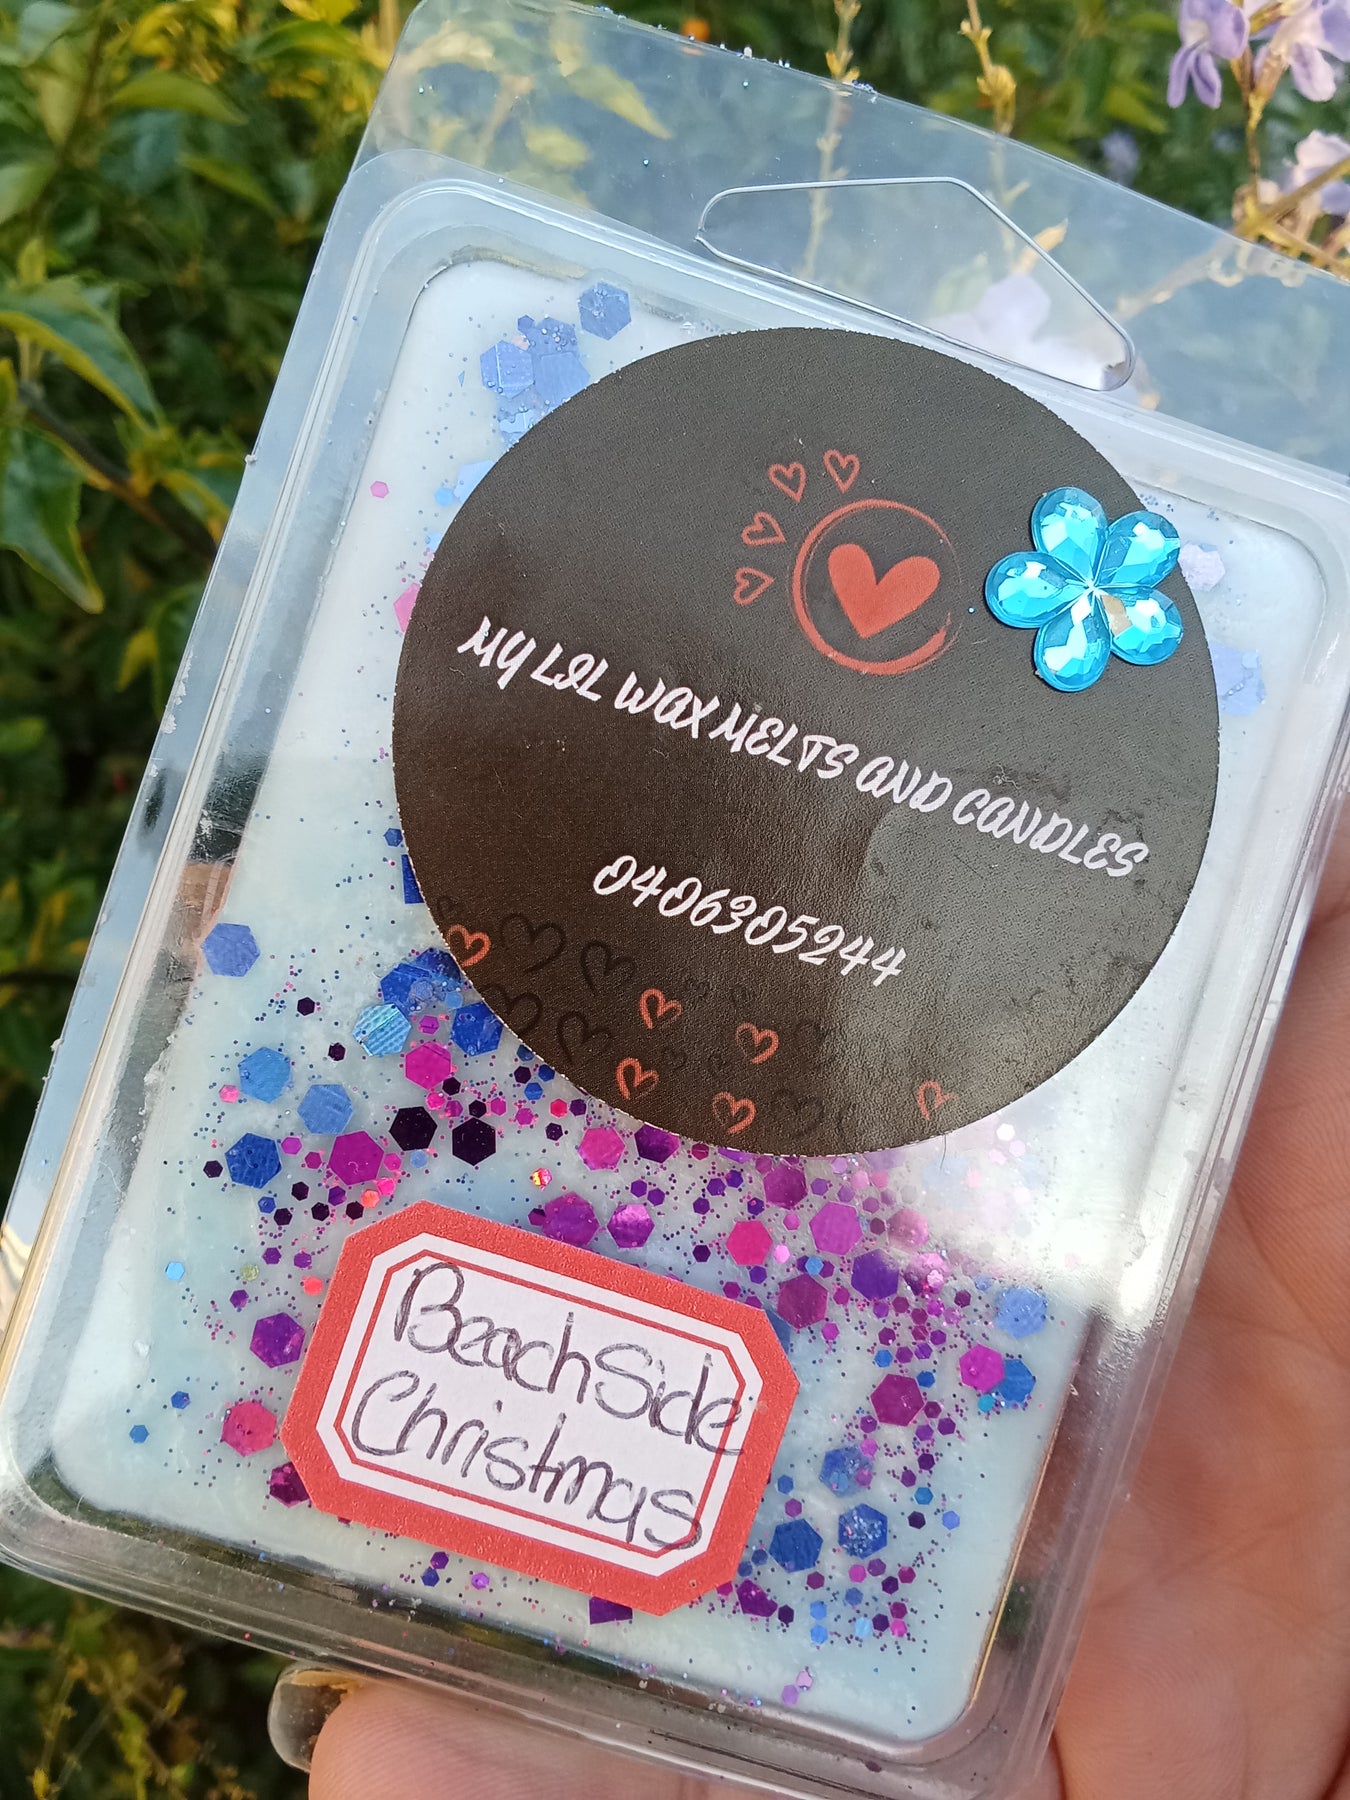 MY LIL WAX MELTS AND CANDLES
0406305244
BeachSide
Christmas